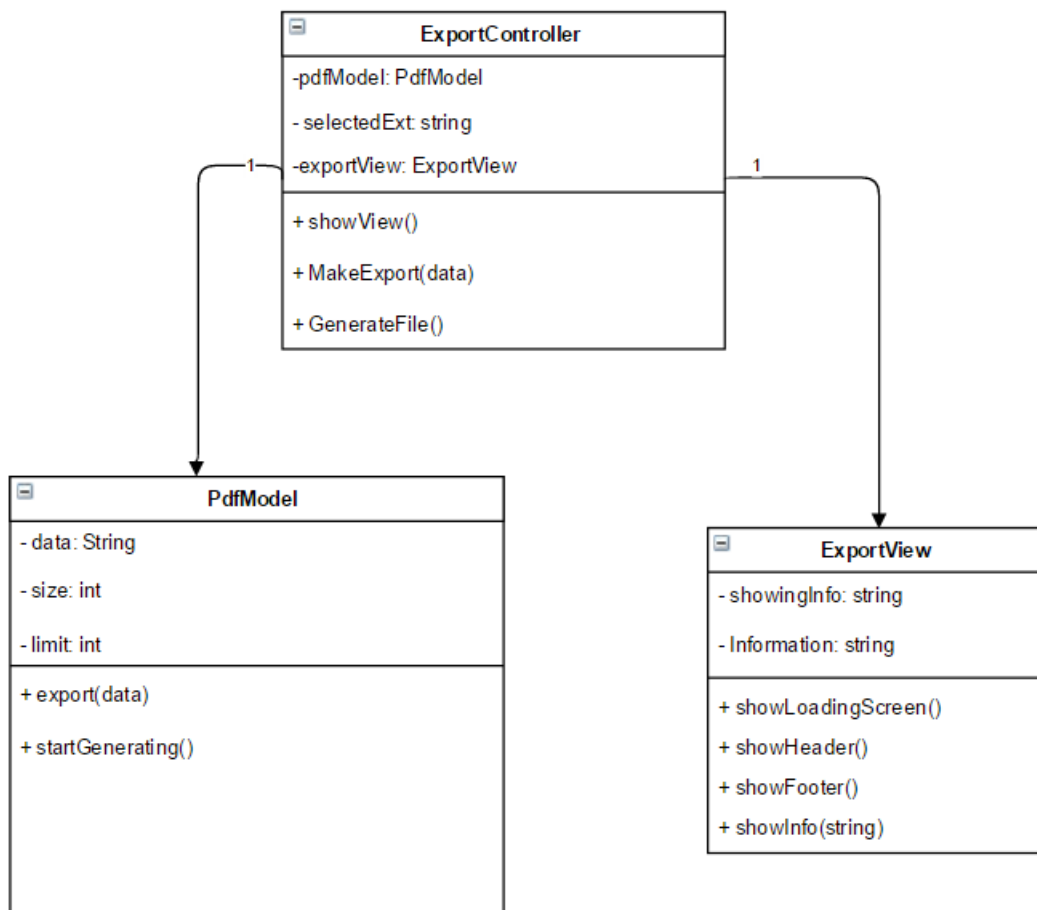 ExportController
-pdfModel: PdfModel
- selectedExt: string
-exportView: ExportView
+ showView()
+ MakeExport(data)
+ GenerateFile()
1
1
PdfModel
- data: String
- size: int
- limit: int
+ export(data)
+ startGenerating()
ExportView
- showingInfo: string
- Information: string
+ showLoadingScreen()
+ showHeader()
+ showFooter()
+ showInfo(string)